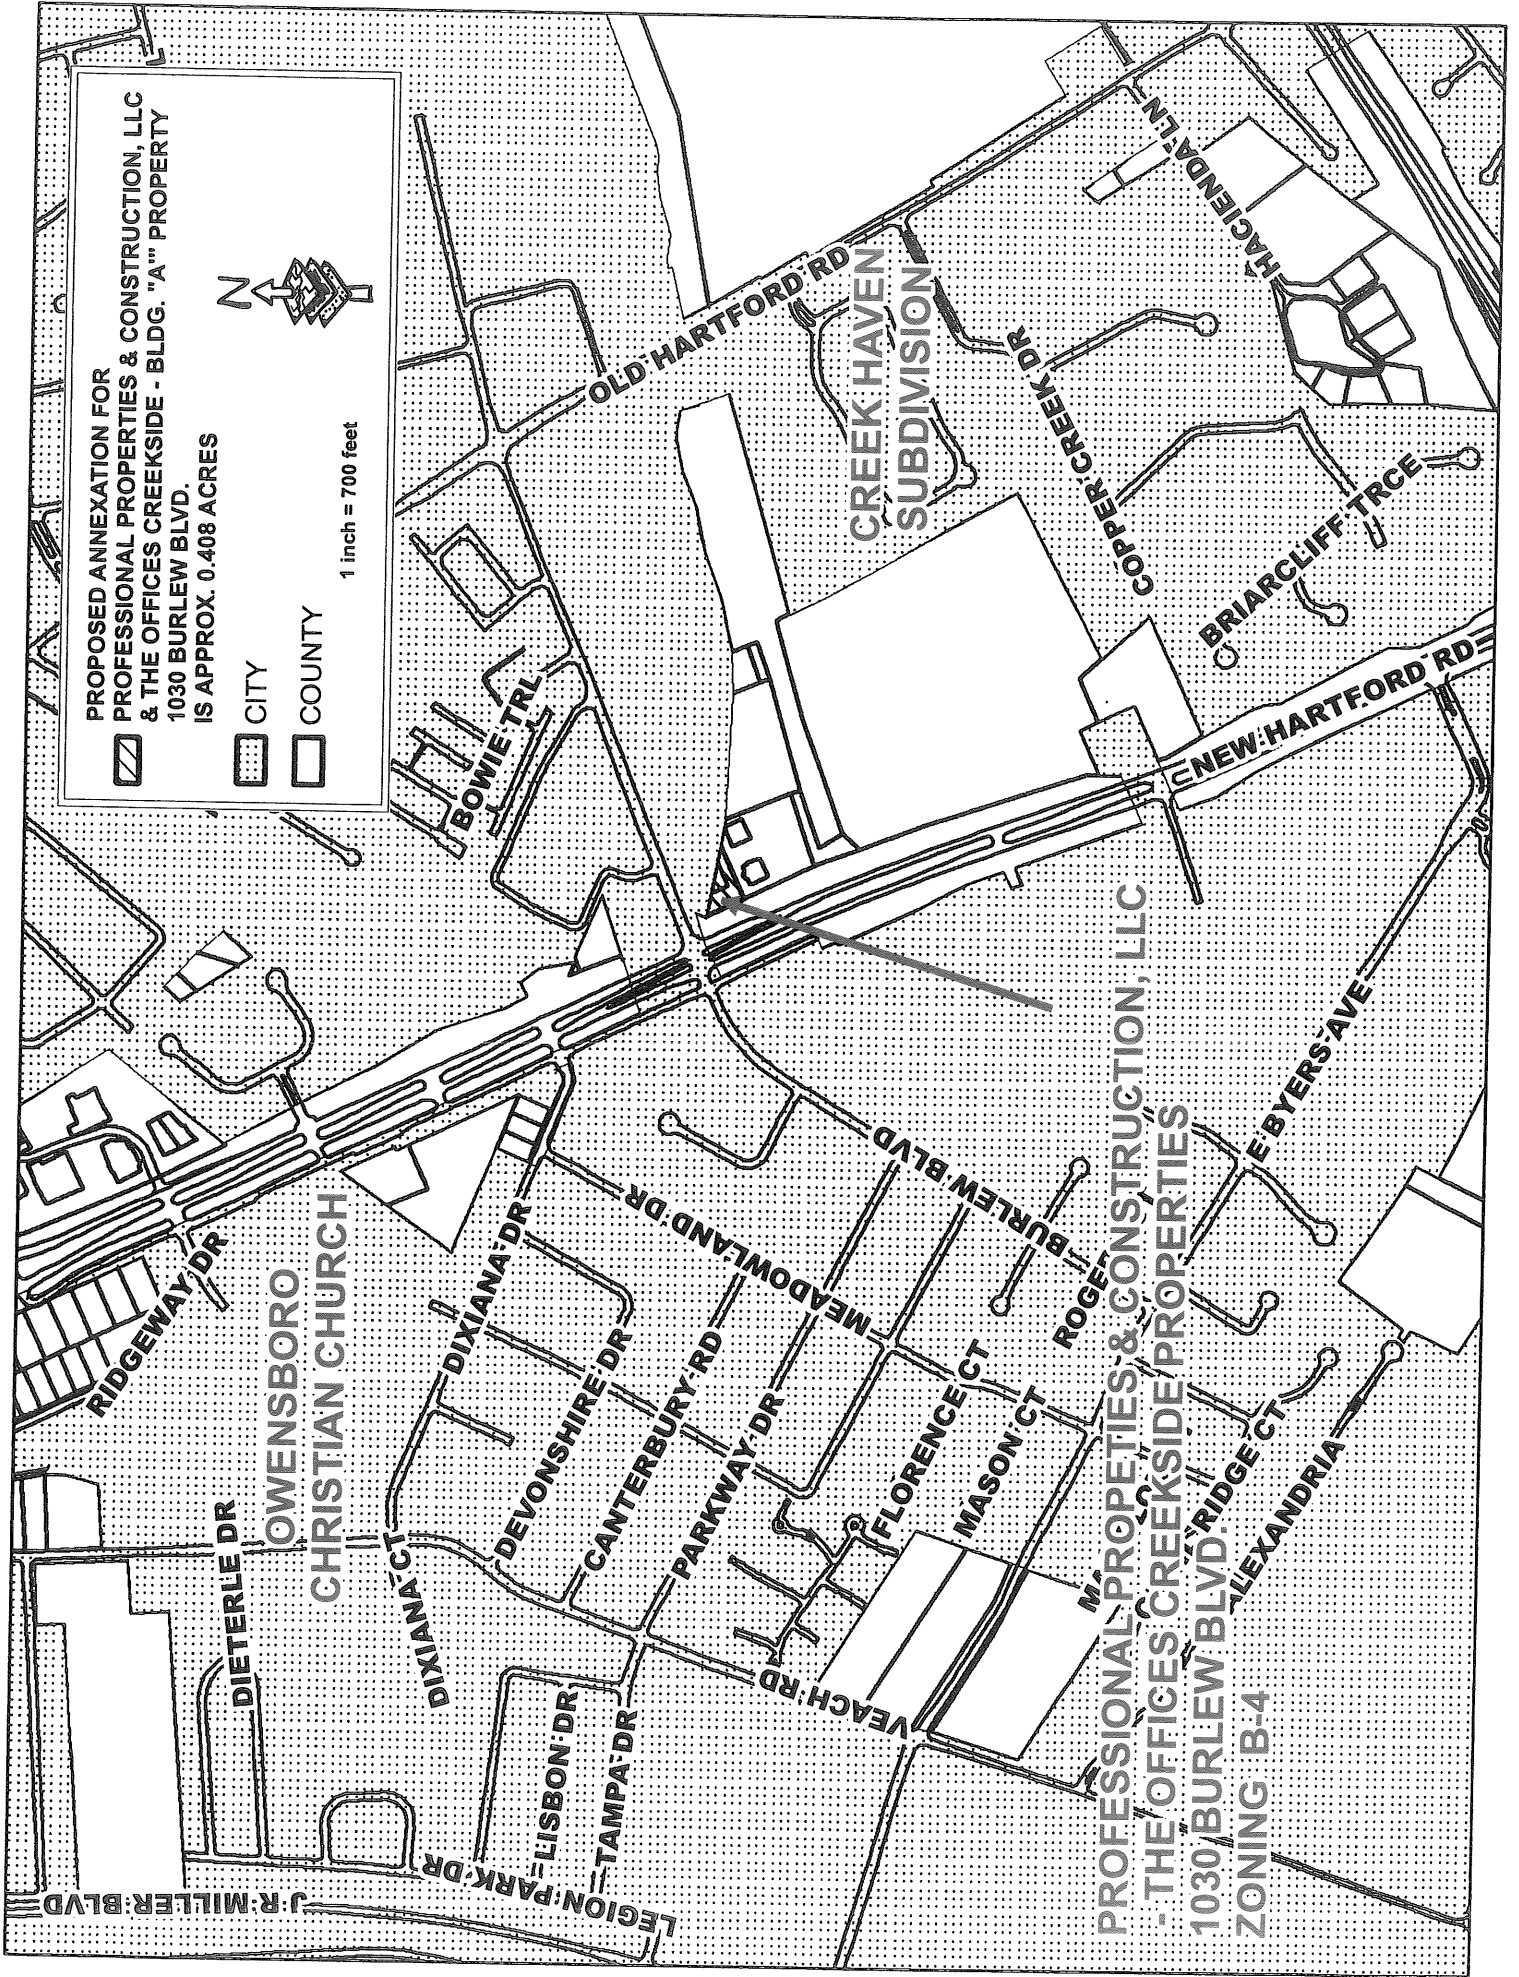 PROPOSED ANNEXATION FOR
PROFESSIONAL PROPERTIES & CONSTRUCTION, LLC
& THE OFFICES CREEKSIDE - BLDG. "A"' PROPERTY
1030 BURLEW BLVD.
IS APPROX. 0.408 ACRES
CITY
COUNTY
1 inch = 700 feet
N
J R MILLER BLVD
LEGION PARK DR
DIETERLE DR
OWENSBORO
CHRISTIAN CHURCH
RIDGEWAY DR
DIXIANA CT
DIXIANA DR
DEVONSHIRE DR
CANTERBURY RD
PARKWAY DR
LISBON DR
TAMPA DR
VEACH RD
MEADOWLAND DR
BURLEW BLVD
BURLEW BLVD
FLORENCE CT
MASON CT
ROGER
RIDGE CT
ALEXANDRIA
E BYERS AVE
BOWIE TRL
OLD HARTFORD RD
NEW HARTFORD RD
CREEK HAVEN
SUBDIVISION
COPPER CREEK DR
BRIARCLIFF TRCE
HACIENDA LN
PROFESSIONAL PROPETIES & CONSTRUCTION, LLC
- THE OFFICES CREEKSIDE PROPERTIES
1030 BURLEW BLVD.
ZONING B-4